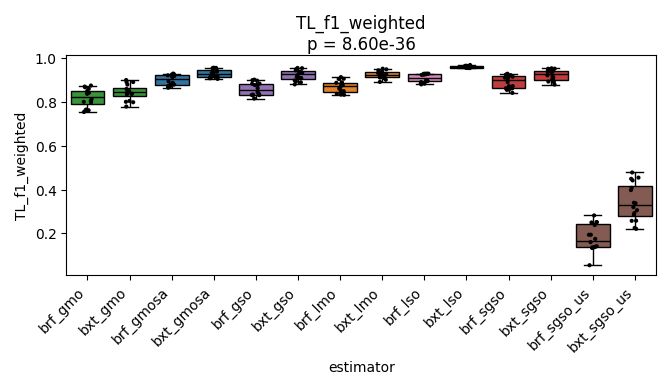 TL_f1_weighted
p = 8.60e-36
TL_f1_weighted
1.0
0.8
0.6
0.4
0.2
brf_gmo
bxt_gmo
brf_gmosa
bxt_gmosa
brf_gso
bxt_gso
brf_lmo
bxt_lmo
brf_lso
bxt_lso
brf_sgso
bxt_sgso
brf_sgso_us
bxt_sgso_us
estimator